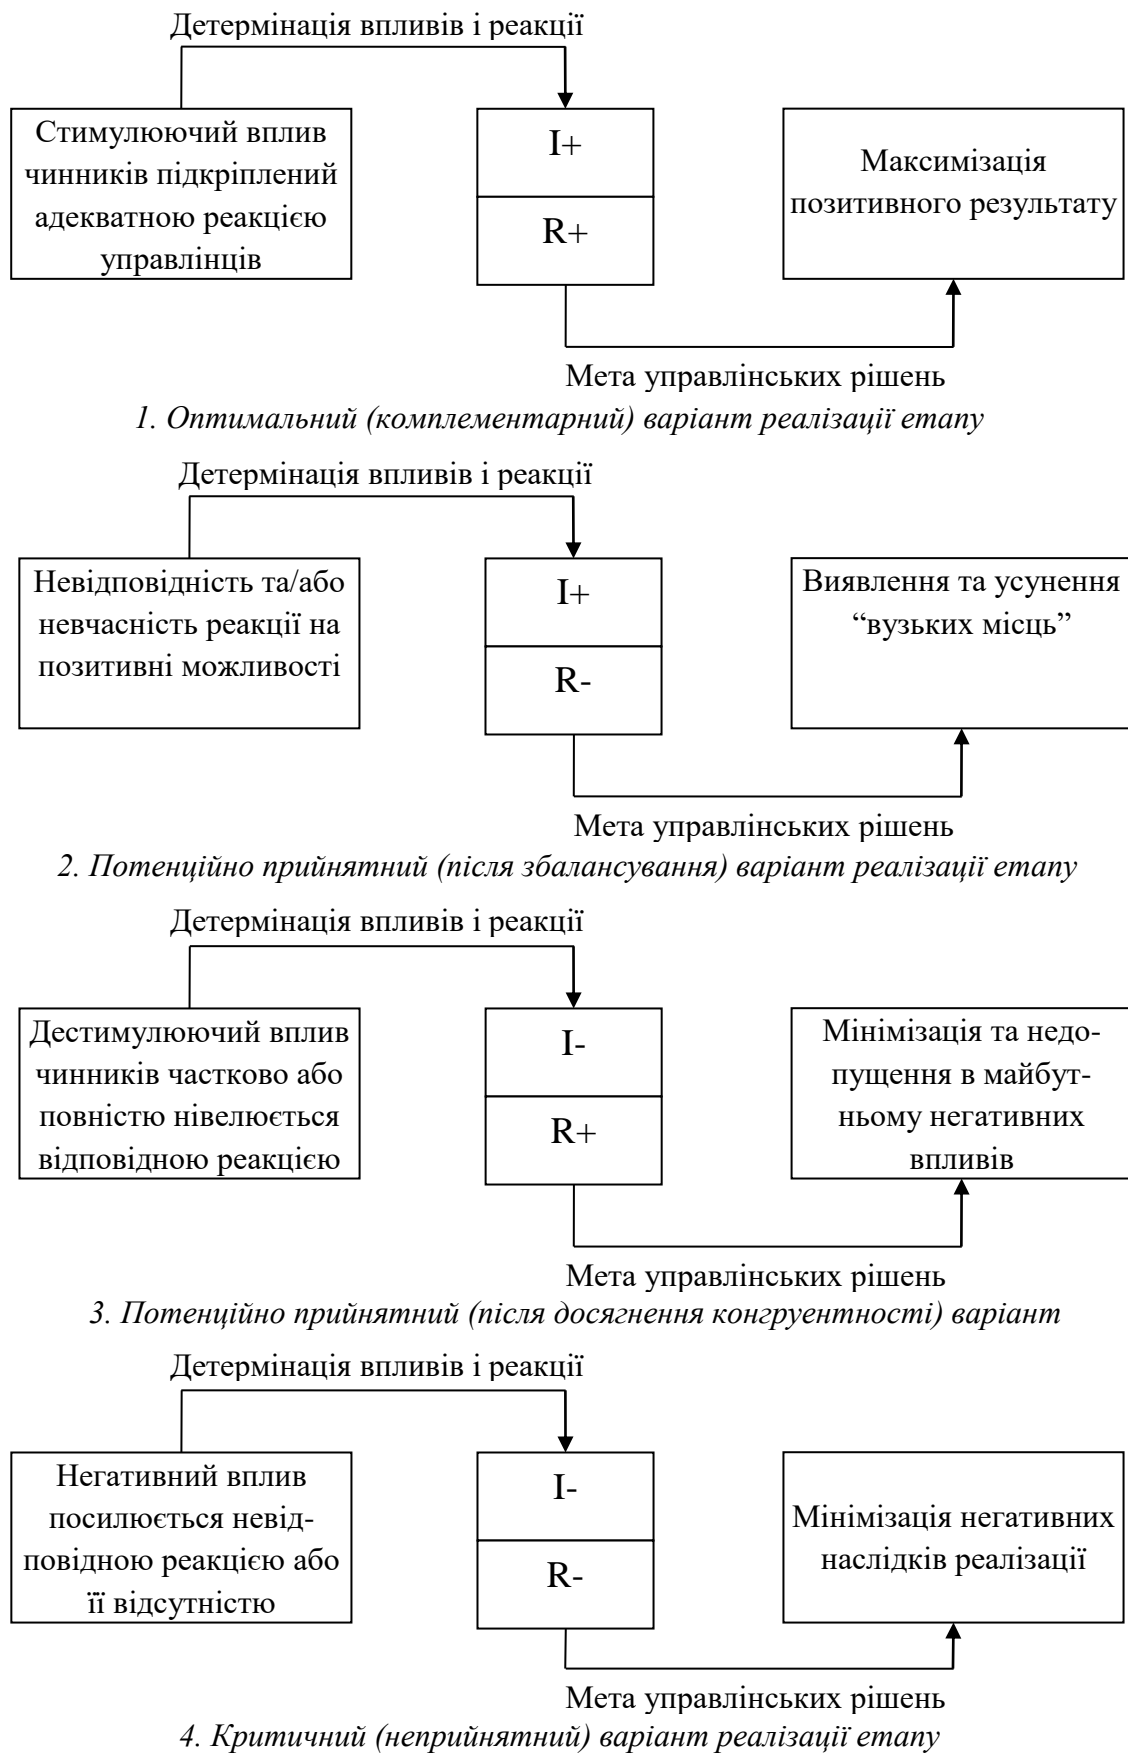 Детермінація впливів і реакції
Стимулюючий вплив
чинників підкріплений
адекватною реакцією
управлінців
I+
R+
Максимізація
позитивного результату
Мета управлінських рішень
1. Оптимальний (комплементарний) варіант реалізації етапу
Детермінація впливів і реакції
Невідповідність та/або
невчасність реакції на
позитивні можливості
I+
R-
Виявлення та усунення
“вузьких місць”
Мета управлінських рішень
2. Потенційно прийнятний (після збалансування) варіант реалізації етапу
Детермінація впливів і реакції
Дестимулюючий вплив
чинників частково або
повністю нівелюється
відповідною реакцією
I-
R+
Мінімізація та недо-
пущення в майбут-
ньому негативних
впливів
Мета управлінських рішень
3. Потенційно прийнятний (після досягнення конгруентності) варіант
Детермінація впливів і реакції
Негативний вплив
посилюється невід-
повідною реакцією або
її відсутністю
I-
R-
Мінімізація негативних
наслідків реалізації
Мета управлінських рішень
4. Критичний (неприйнятний) варіант реалізації етапу